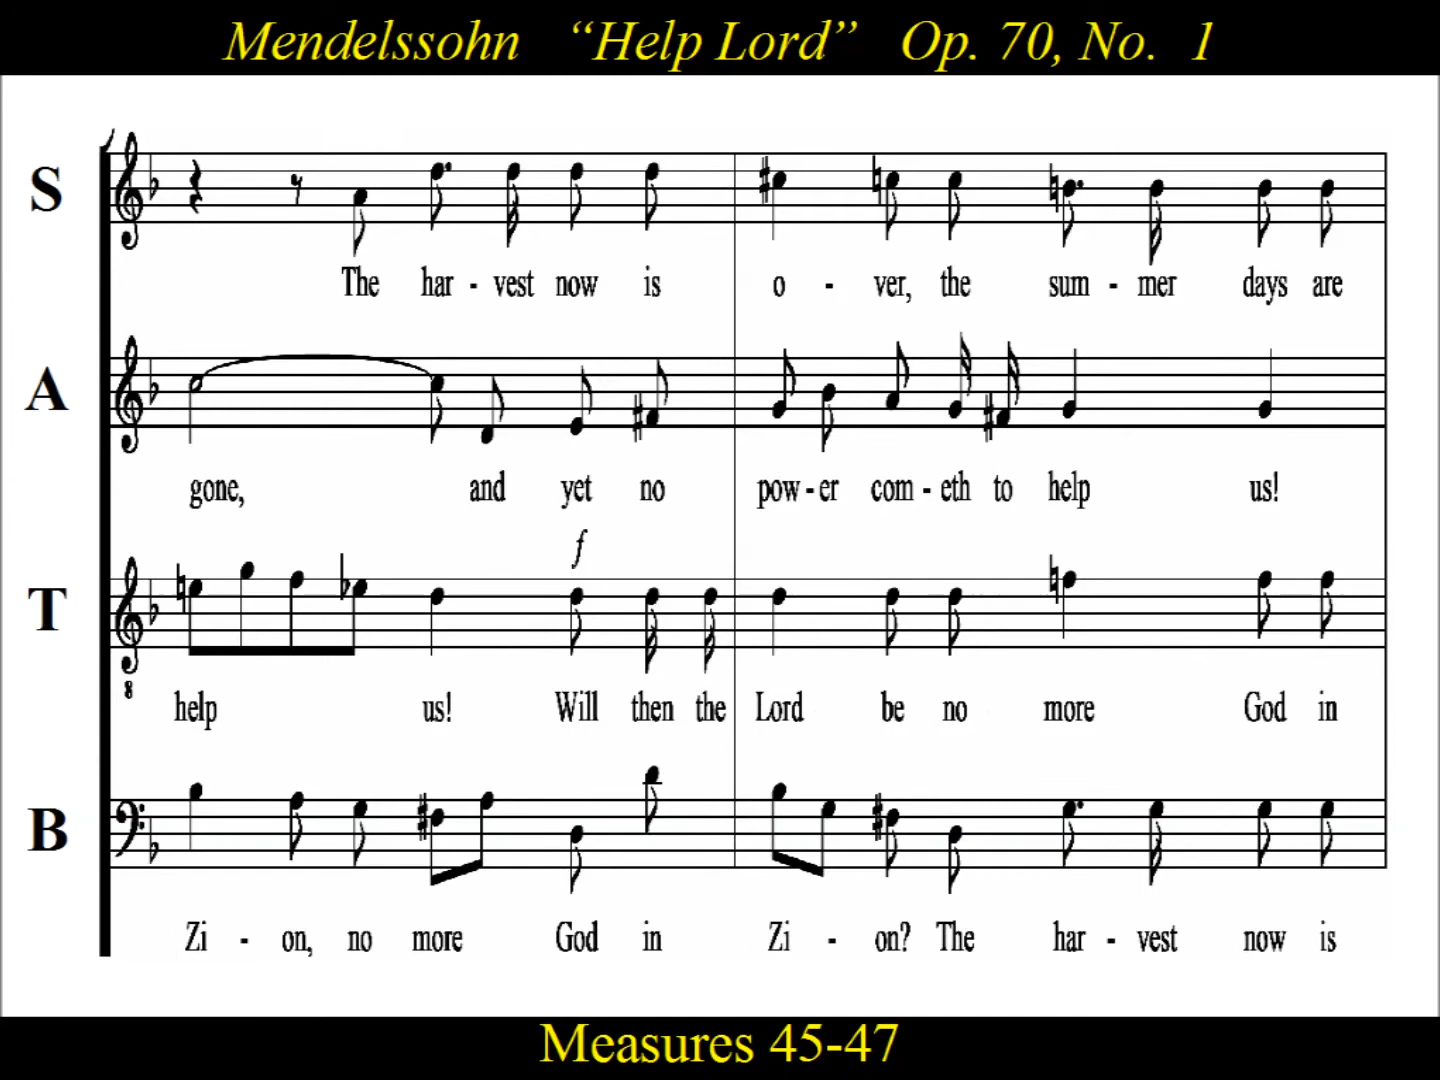 Mendelssohn “Help Lord” Op. 70, No. 1
S
The har - vest now is o - ver, the sum - mer days are
A
gone, and yet no pow - er com - eth to help us!
f
T
8
help us! Will then the Lord be no more God in
B
Zi - on, no more God in Zi - on? The har - vest now is
Measures 45-47